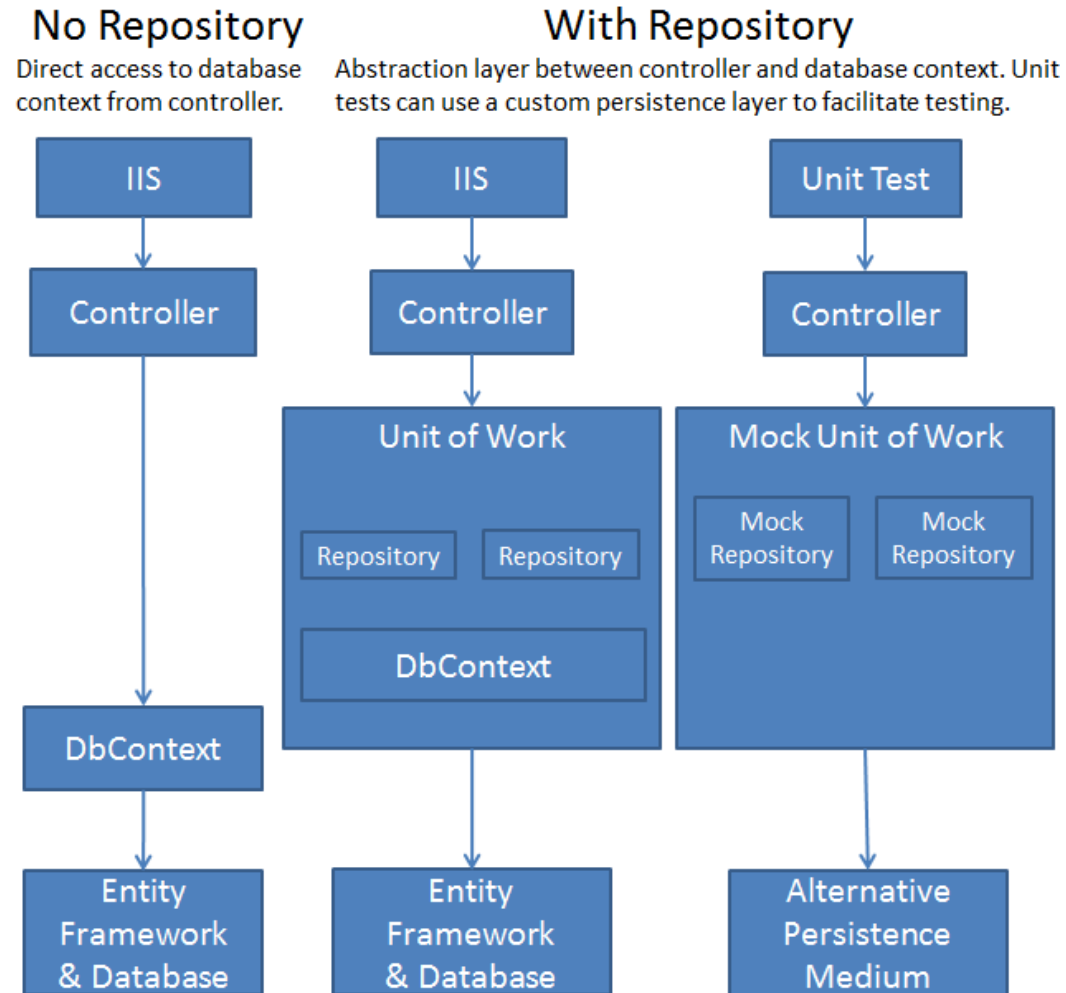 No Repository
Direct access to database
context from controller.
With Repository
Abstraction layer between controller and database context. Unit
tests can use a custom persistence layer to facilitate testing.
IIS
Controller
DbContext
Entity
Framework
& Database
IIS
Controller
Unit of Work
Repository
Repository
DbContext
Entity
Framework
& Database
Unit Test
Controller
Mock Unit of Work
Mock
Repository
Mock
Repository
Alternative
Persistence
Medium